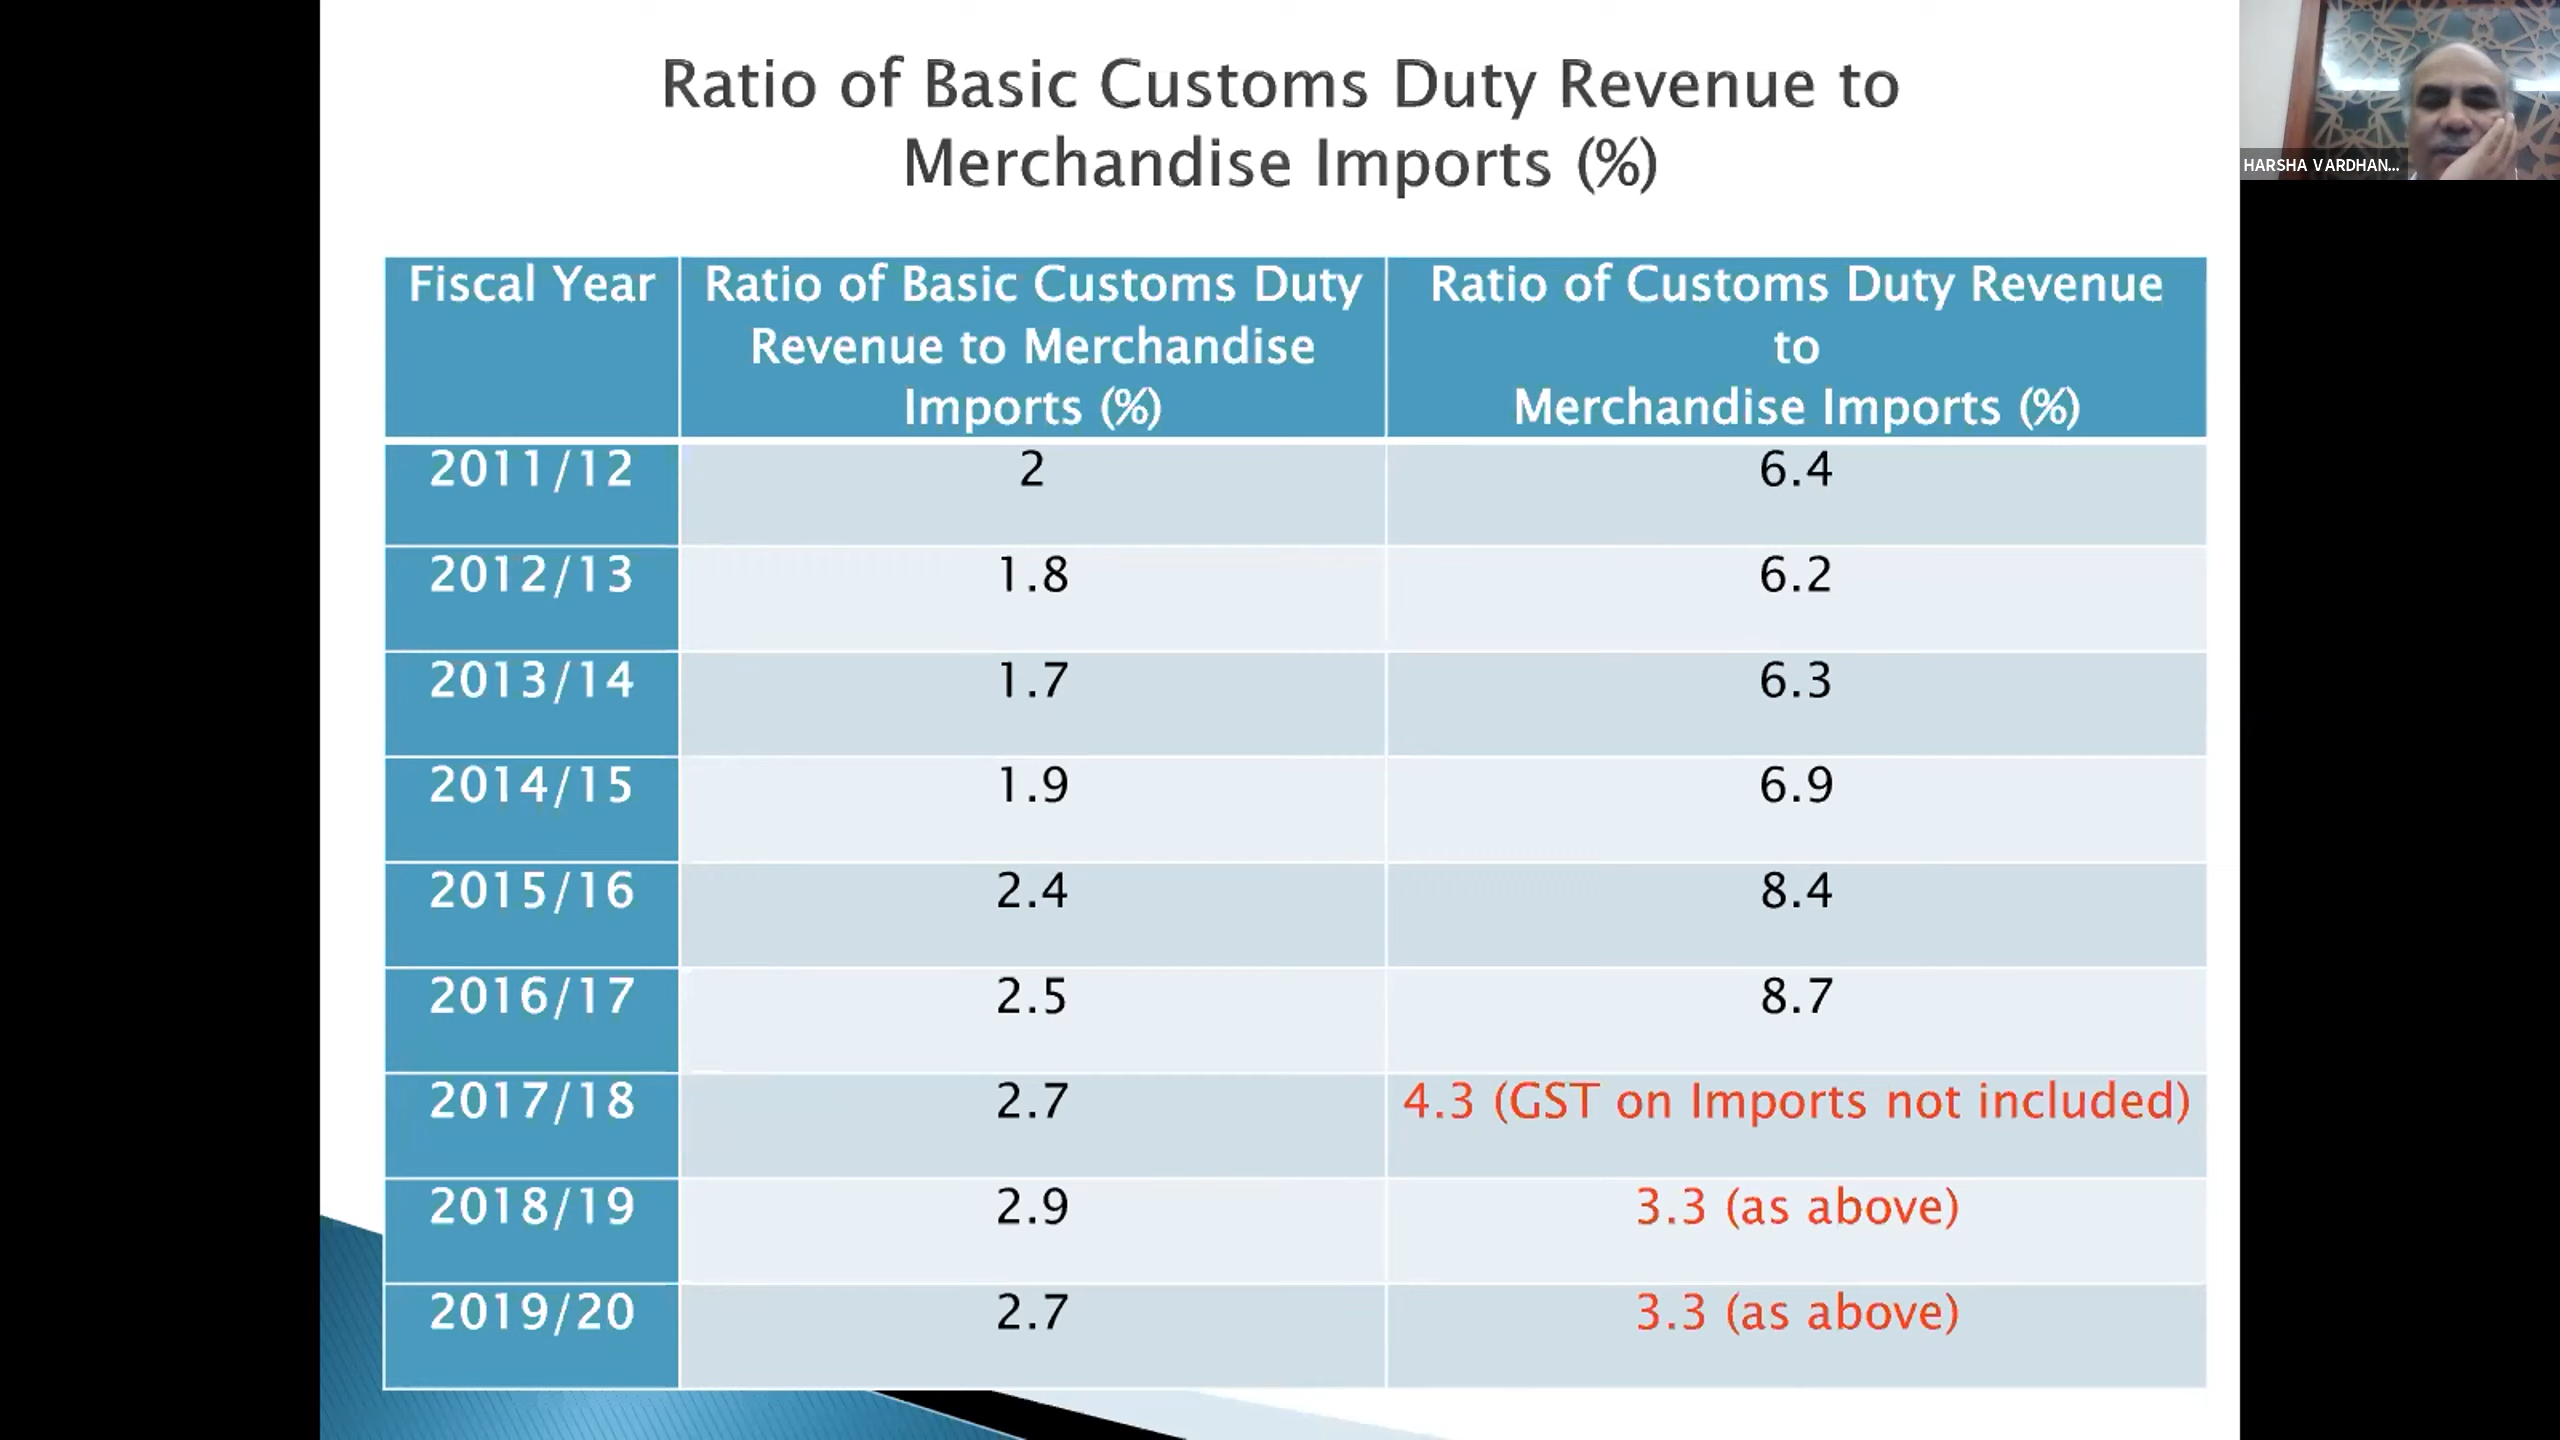 Ratio of Basic Customs Duty Revenue to
Merchandise Imports (%)
HARSHA VARDHAN...
Fiscal Year
Ratio of Basic Customs Duty
Revenue to Merchandise
Imports (%)
Ratio of Customs Duty Revenue
to
Merchandise Imports (%)
2011/12 2 6.4
2012/13 1.8 6.2
2013/14 1.7 6.3
2014/15 1.9 6.9
2015/16 2.4 8.4
2016/17 2.5 8.7
2017/18 2.7 4.3 (GST on Imports not included)
2018/19 2.9 3.3 (as above)
2019/20 2.7 3.3 (as above)